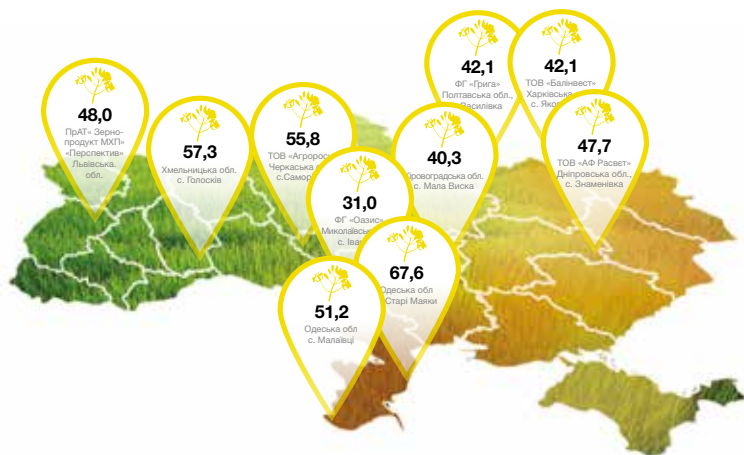 48,0
ПрАТ« Зерно-
продукт МХП»
«Перспектив»
Львівська.
обл.
57,3
Хмельницька обл.
с. Голосків
55,8
ТОВ «Агророс
Черкаська
с.Самор
42,1
ФГ «Грига»
Полтавська обл.,
Василівка
42,1
ТОВ «Балінвест»
Харківська
с. Яко
47,7
ТОВ «АФ Расвєт»
Дніпровська обл.,
с. Знаменівка
40,3
ровоградська обл.
с. Мала Виска
31,0
ФГ «Оазис»
Миколаївсь
с. Іва
67,6
Одеська обл
Старі Маяки
51,2
Одеська обл
с. Малаївці